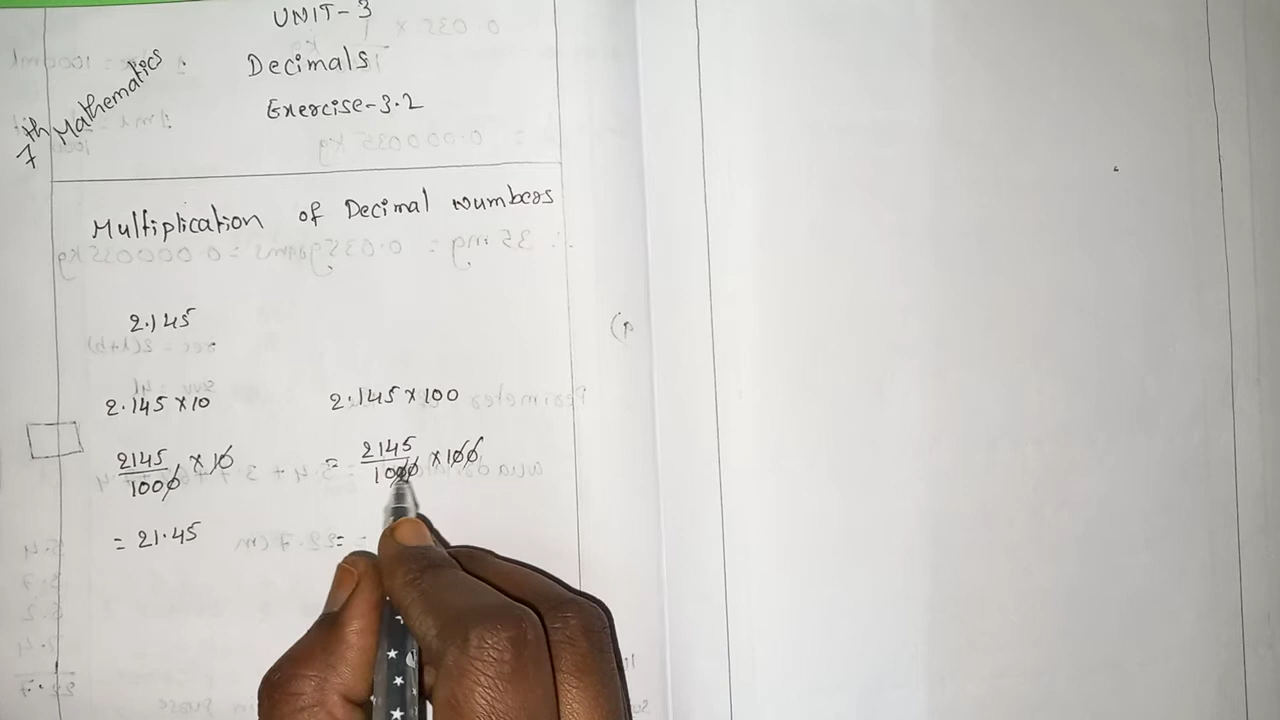 UNIT-3
7th Mathematics.
Decimals
Exercise-3.2
Multiplication of Decimal numbers
2.145
2.145×10
2.145×100
2145/1000 ×10
= 2145/1000 ×100
= 21.45
=